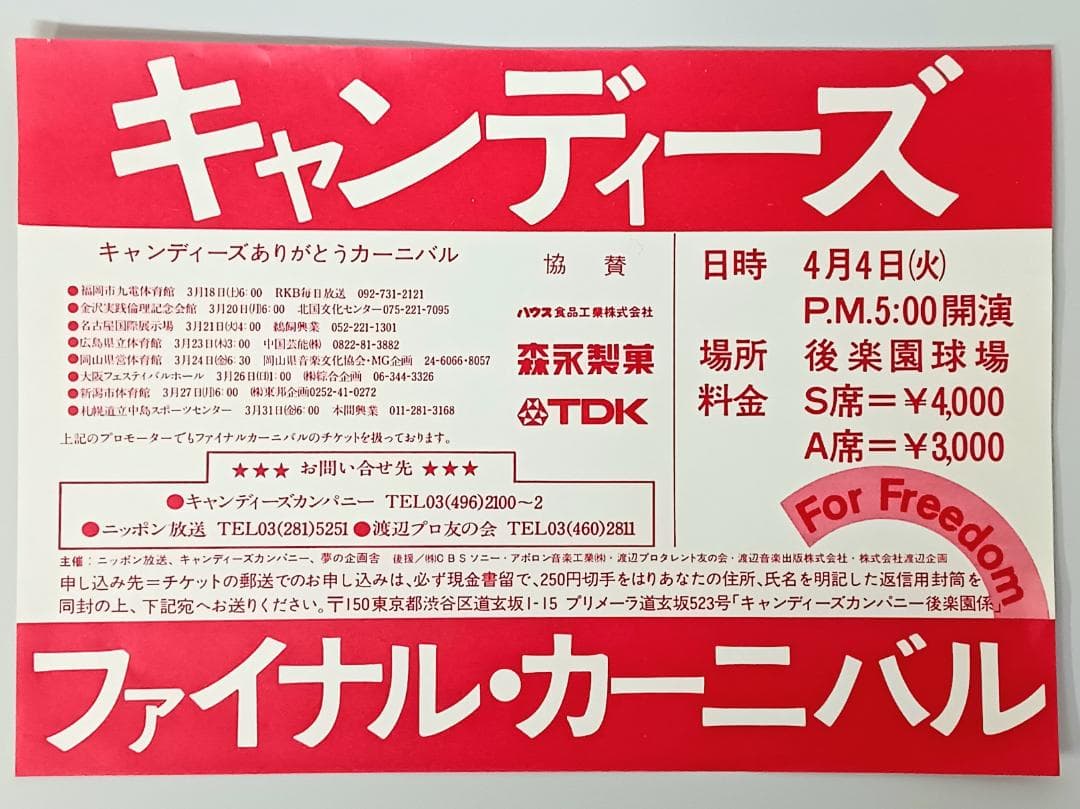 キャンディーズ
キャンディーズありがとうカーニバル
●福岡市九電体育館 3月18日(土)6:00 RKB毎日放送 092-731-2121
●金沢実践倫理記念会館 3月20日(月)6:00 北国文化センター075-221-7095
●名古屋国際展示場 3月21日(火)4:00 鵜飼興業 052-221-1301
●広島県立体育館 3月23日(木)3:00 中国芸能㈱ 0822-81-3882
●岡山県営体育館 3月24日(金)6:30 岡山県音楽文化協会・MG企画 24-6066・8057
●大阪フェスティバルホール 3月26日(日)1:00 ㈱綜合企画 06-344-3326
●新潟市体育館 3月27日(月)6:00 ㈱東邦企画0252-41-0272
●札幌道立中島スポーツセンター 3月31日(金)6:00 本間興業 011-281-3168
上記のプロモーターでもファイナルカーニバルのチケットを扱っております。
協賛
ハウス食品工業株式会社
森永製菓
TDK
日時 4月4日(火)
P.M.5:00開演
場所 後楽園球場
料金 S席=¥4,000
A席=¥3,000
For Freedom
★★★ お問い合せ先 ★★★
●キャンディーズカンパニー TEL03(496)2100〜2
●ニッポン放送 TEL03(281)5251 ●渡辺プロ友の会 TEL03(460)2811
主催:ニッポン放送、キャンディーズカンパニー、夢の企画舎 後援/㈱CBSソニー・アポロン音楽工業㈱・渡辺プロタレント友の会・渡辺音楽出版株式会社・株式会社渡辺企画
申し込み先=チケットの郵送でのお申し込みは、必ず現金書留で、250円切手をはりあなたの住所、氏名を明記した返信用封筒を
同封の上、下記宛へお送りください。〒150東京都渋谷区道玄坂1-15 プリメーラ道玄坂523号「キャンディーズカンパニー後楽園係」
ファイナル・カーニバル